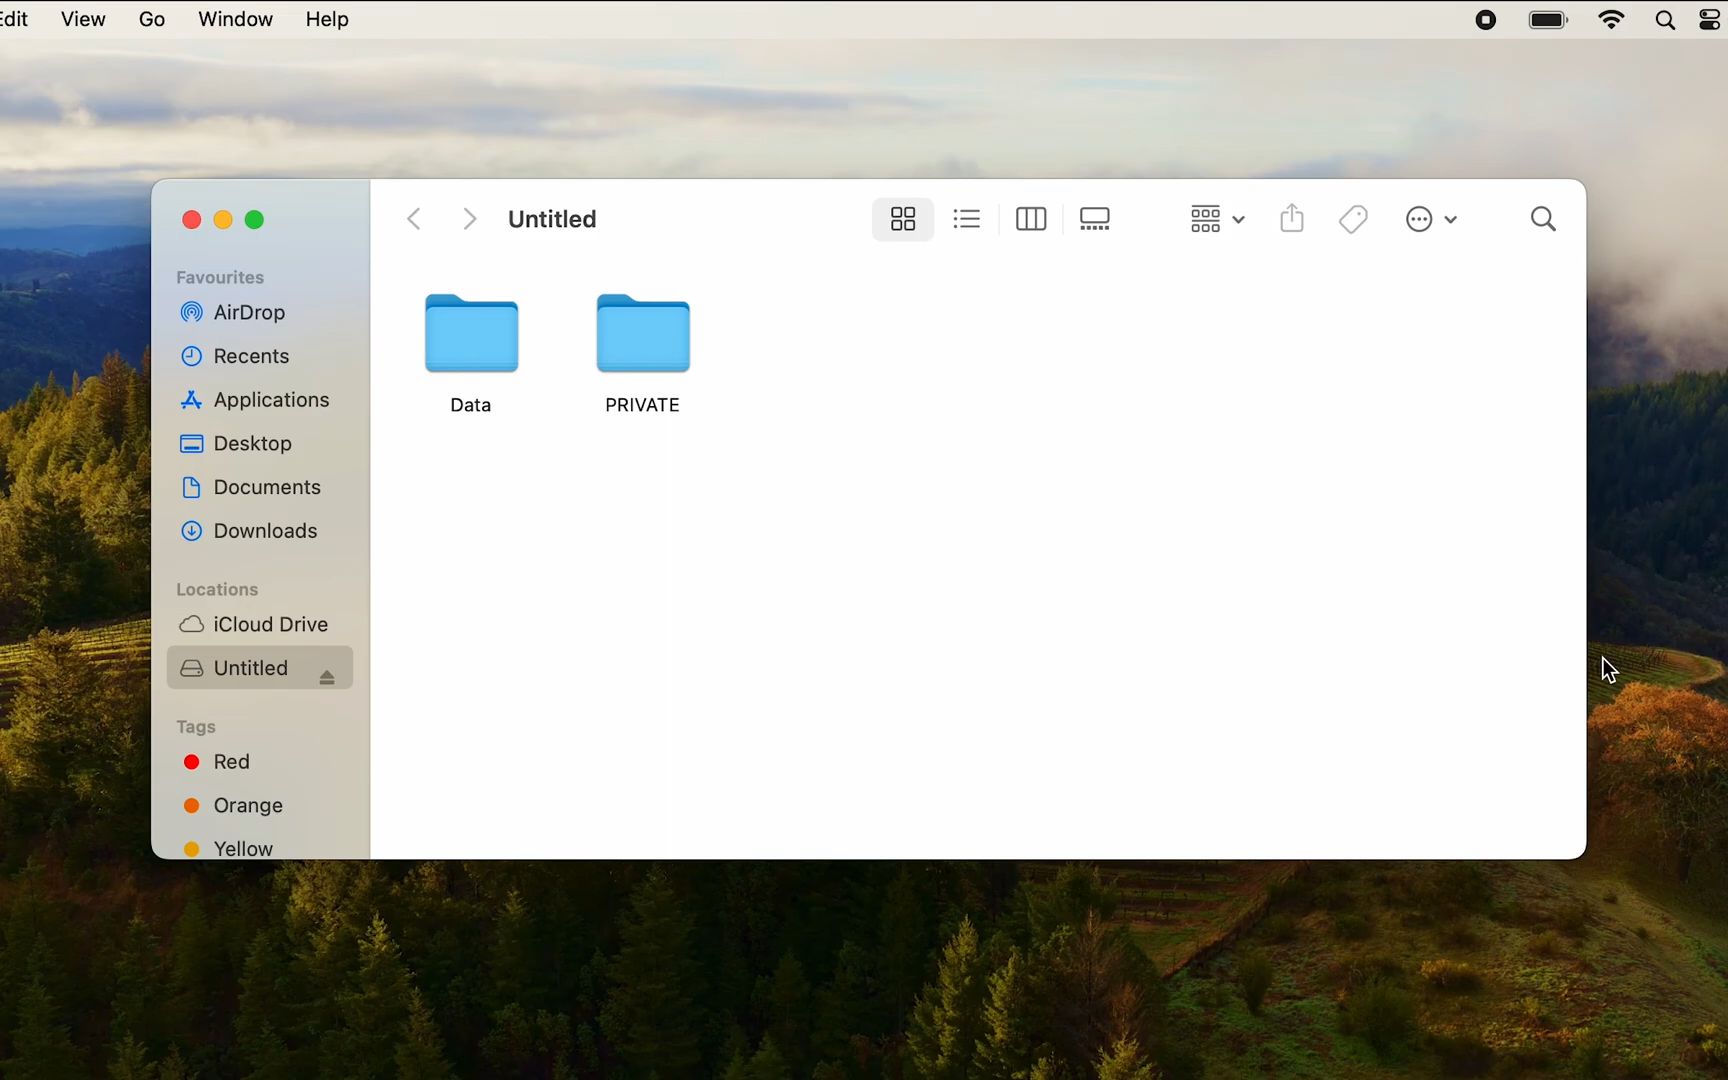 View Go Window Help
Untitled
Favourites
AirDrop
Recents
Applications
Desktop
Documents
Downloads
Locations
iCloud Drive
Untitled
Tags
Red
Orange
Yellow
Data PRIVATE